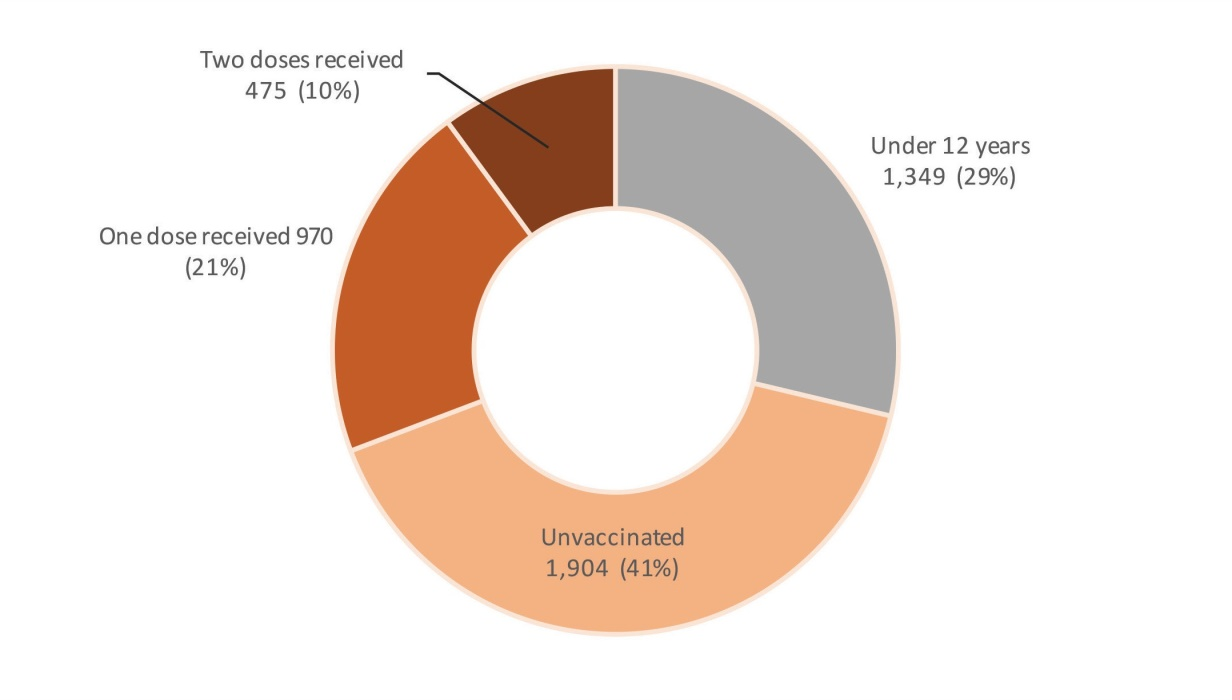 Two doses received
475 (10%)
Under 12 years
1,349 (29%)
One dose received 970
(21%)
Unvaccinated
1,904 (41%)